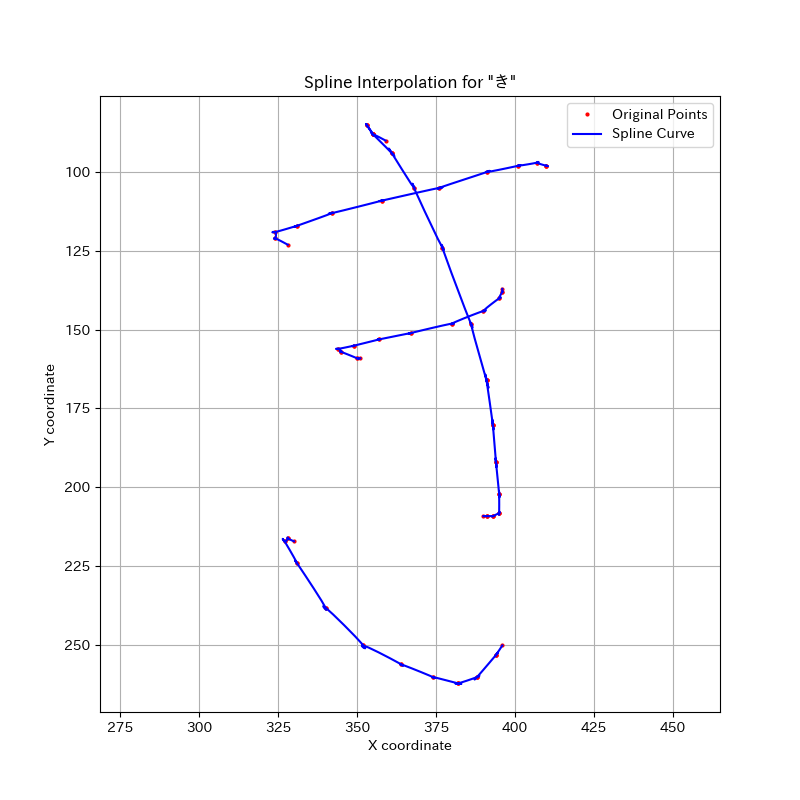 Spline Interpolation for "き"
Original Points
Spline Curve
Y coordinate
100
125
150
175
200
225
250
275 300 325 350 375 400 425 450
X coordinate